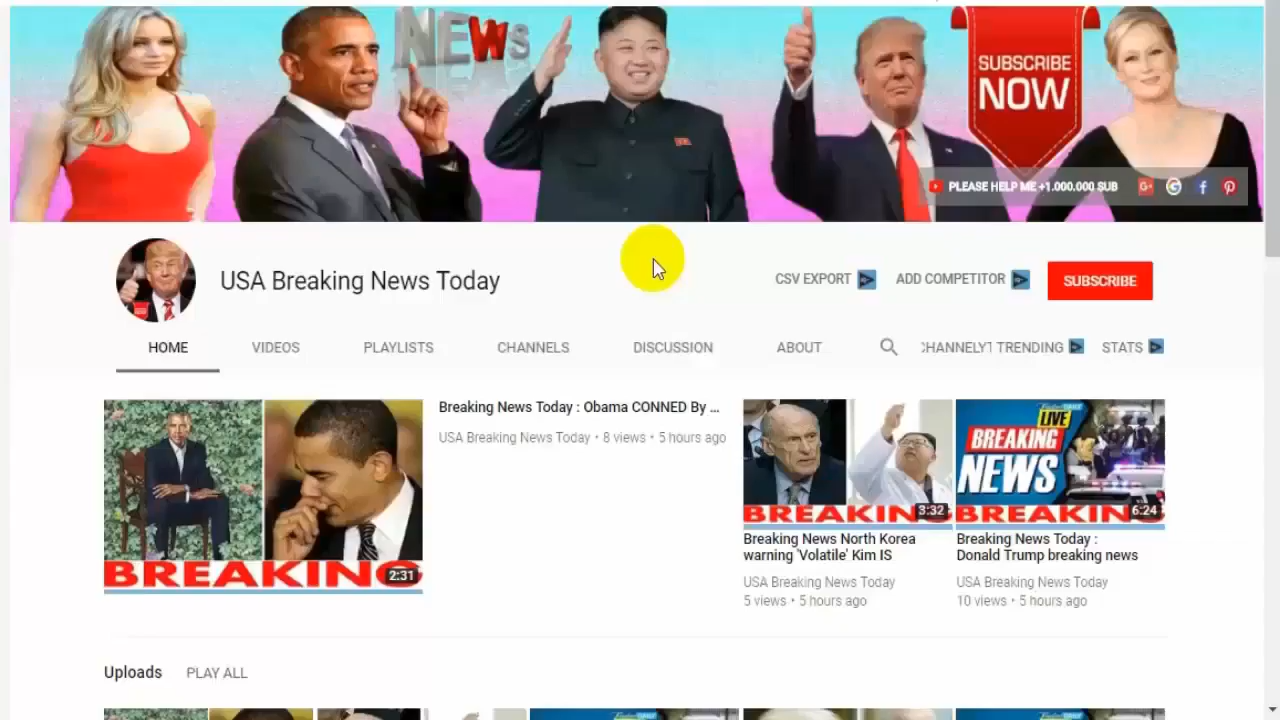 NEWS
SUBSCRIBE
NOW
PLEASE HELP ME +1.000.000 SUB
USA Breaking News Today
CSV EXPORT
ADD COMPETITOR
SUBSCRIBE
HOME
VIDEOS
PLAYLISTS
CHANNELS
DISCUSSION
ABOUT
CHANNELYT TRENDING
STATS
BREAKING
2:31
Breaking News Today : Obama CONNED By ...
USA Breaking News Today • 8 views • 5 hours ago
BREAKIN
3:32
Breaking News North Korea
warning 'Volatile' Kim IS
USA Breaking News Today
5 views • 5 hours ago
LIVE
BREAKING
NEWS
BREAKIN
6:24
Breaking News Today :
Donald Trump breaking news
USA Breaking News Today
10 views • 5 hours ago
Uploads
PLAY ALL